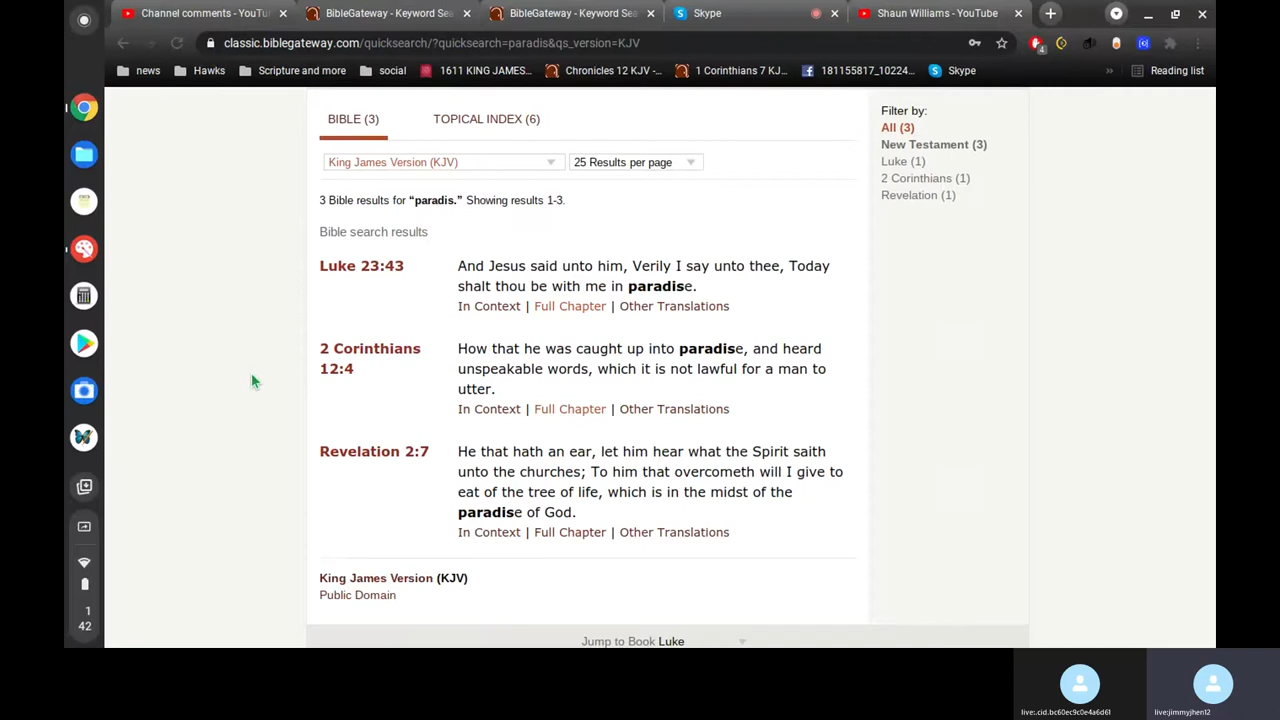 Channel comments - YouTu
BibleGateway - Keyword Sea
BibleGateway - Keyword Sea
Skype
Shaun Williams - YouTube
classic.biblegateway.com/quicksearch/?quicksearch=paradis&qs_version=KJV
4
news
Hawks
Scripture and more
social
1611 KING JAMES...
Chronicles 12 KJV -...
1 Corinthians 7 KJ...
181155817_10224...
Skype
»
Reading list
BIBLE (3)
TOPICAL INDEX (6)
King James Version (KJV)
25 Results per page
3 Bible results for “paradis.” Showing results 1-3.
Bible search results
Luke 23:43
And Jesus said unto him, Verily I say unto thee, Today
shalt thou be with me in paradise.
In Context | Full Chapter | Other Translations
2 Corinthians
12:4
How that he was caught up into paradise, and heard
unspeakable words, which it is not lawful for a man to
utter.
In Context | Full Chapter | Other Translations
Revelation 2:7
He that hath an ear, let him hear what the Spirit saith
unto the churches; To him that overcometh will I give to
eat of the tree of life, which is in the midst of the
paradise of God.
In Context | Full Chapter | Other Translations
King James Version (KJV)
Public Domain
Jump to Book Luke
Filter by:
All (3)
New Testament (3)
Luke (1)
2 Corinthians (1)
Revelation (1)
1
42
live:.cid.bc60ec9c0e4a6d61
live:jimmyjhen12